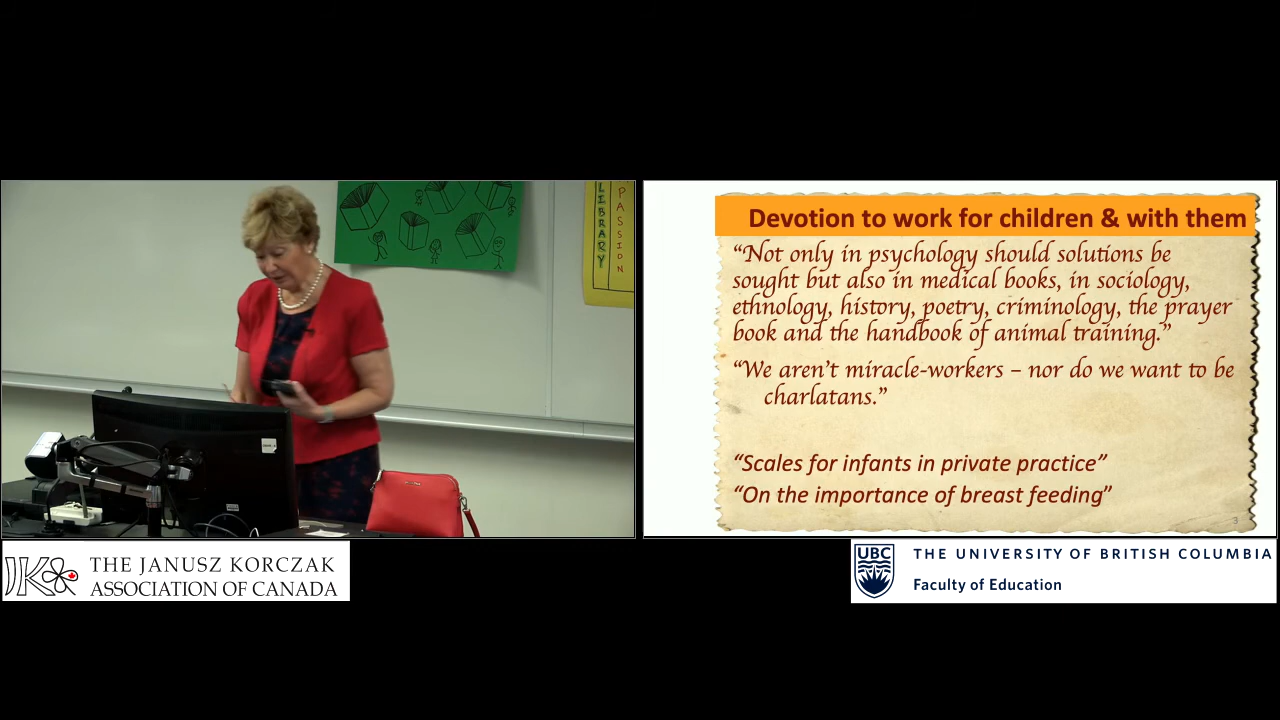 LIBRARY
PASSION
Devotion to work for children & with them
“Not only in psychology should solutions be
sought but also in medical books, in sociology,
ethnology, history, poetry, criminology, the prayer
book and the handbook of animal training.”
“We aren't miracle-workers – nor do we want to be
charlatans.”
“Scales for infants in private practice”
“On the importance of breast feeding”
3
THE JANUSZ KORCZAK
ASSOCIATION OF CANADA
UBC
THE UNIVERSITY OF BRITISH COLUMBIA
Faculty of Education